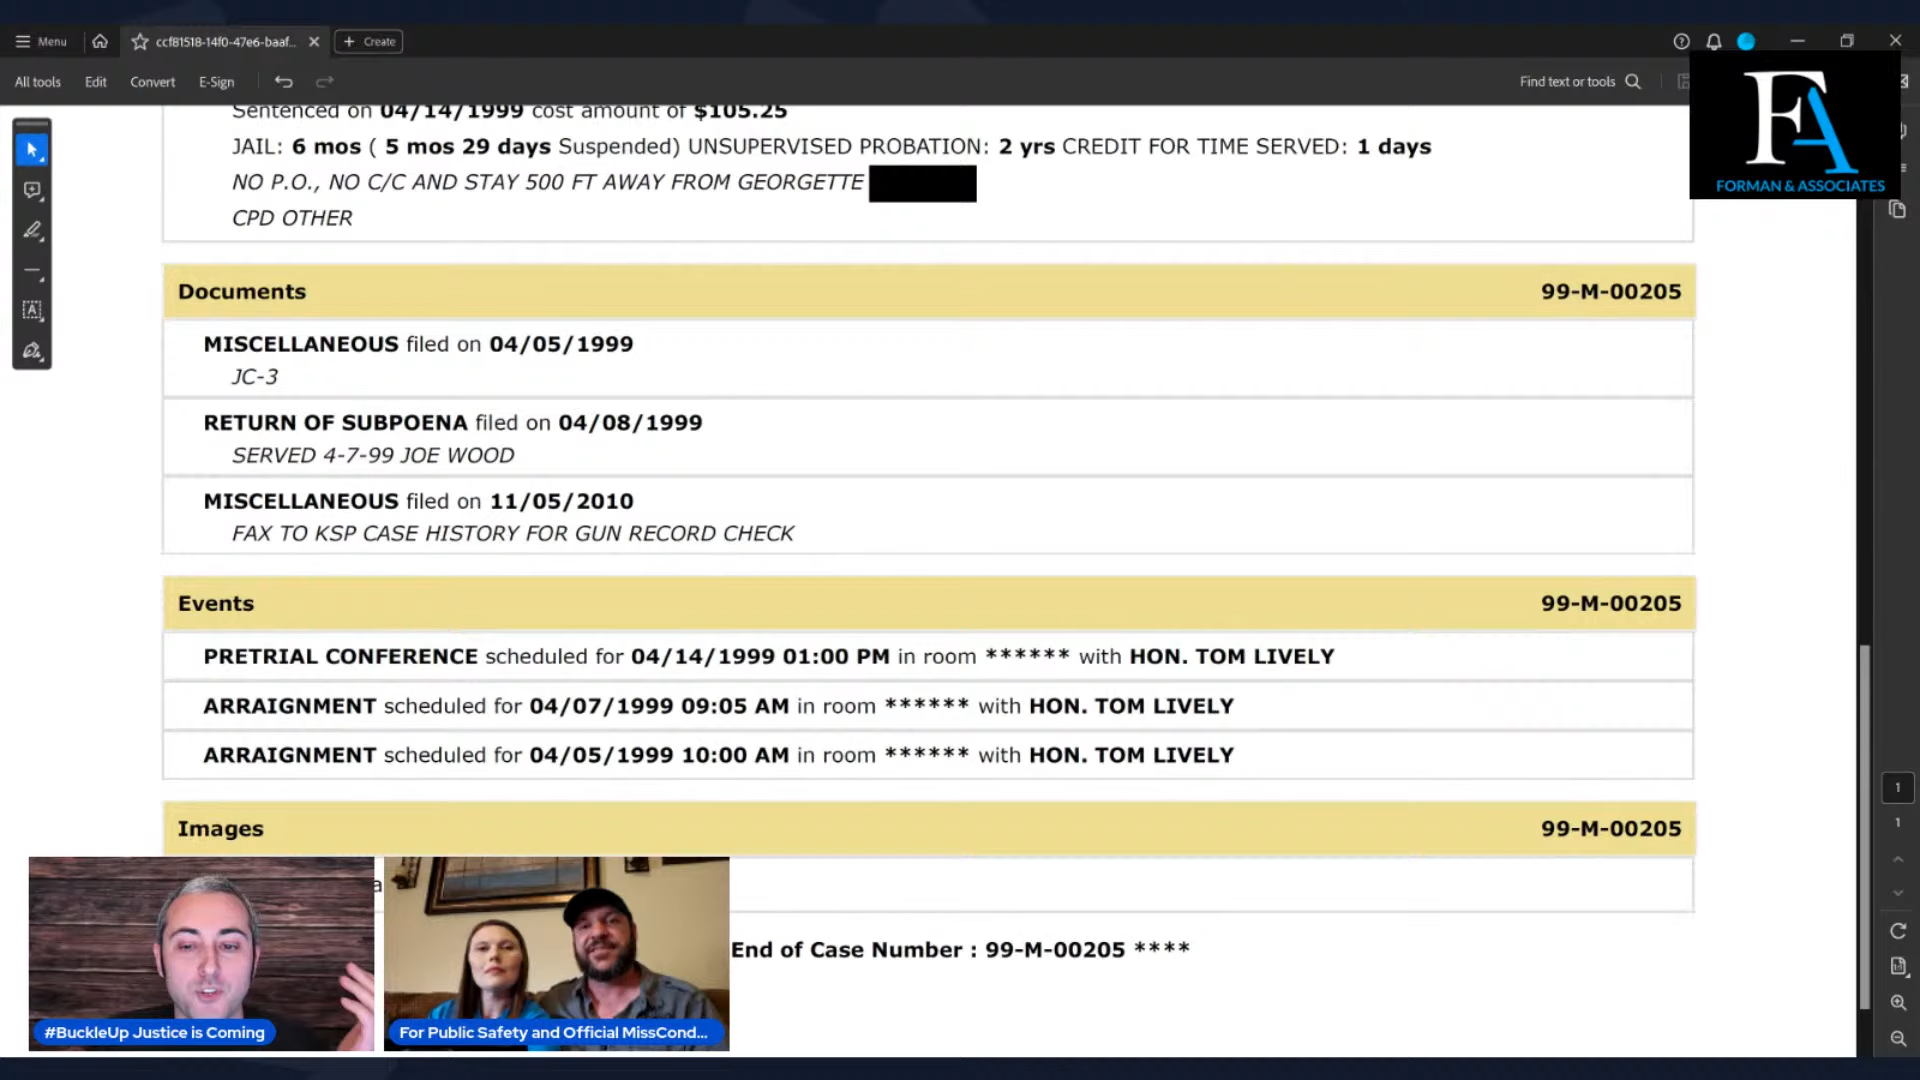 Menu
ccf81518-14f0-47e6-baaf...
Create
All tools
Edit
Convert
E-Sign
Find text or tools
FA
FORMAN & ASSOCIATES
Sentenced on 04/14/1999 cost amount of $105.25
JAIL: 6 mos ( 5 mos 29 days Suspended) UNSUPERVISED PROBATION: 2 yrs CREDIT FOR TIME SERVED: 1 days
NO P.O., NO C/C AND STAY 500 FT AWAY FROM GEORGETTE
CPD OTHER
Documents 99-M-00205
MISCELLANEOUS filed on 04/05/1999
JC-3
RETURN OF SUBPOENA filed on 04/08/1999
SERVED 4-7-99 JOE WOOD
MISCELLANEOUS filed on 11/05/2010
FAX TO KSP CASE HISTORY FOR GUN RECORD CHECK
Events 99-M-00205
PRETRIAL CONFERENCE scheduled for 04/14/1999 01:00 PM in room ****** with HON. TOM LIVELY
ARRAIGNMENT scheduled for 04/07/1999 09:05 AM in room ****** with HON. TOM LIVELY
ARRAIGNMENT scheduled for 04/05/1999 10:00 AM in room ****** with HON. TOM LIVELY
Images 99-M-00205
End of Case Number : 99-M-00205 ****
1
1
#BuckleUp Justice is Coming
For Public Safety and Official MissCond...